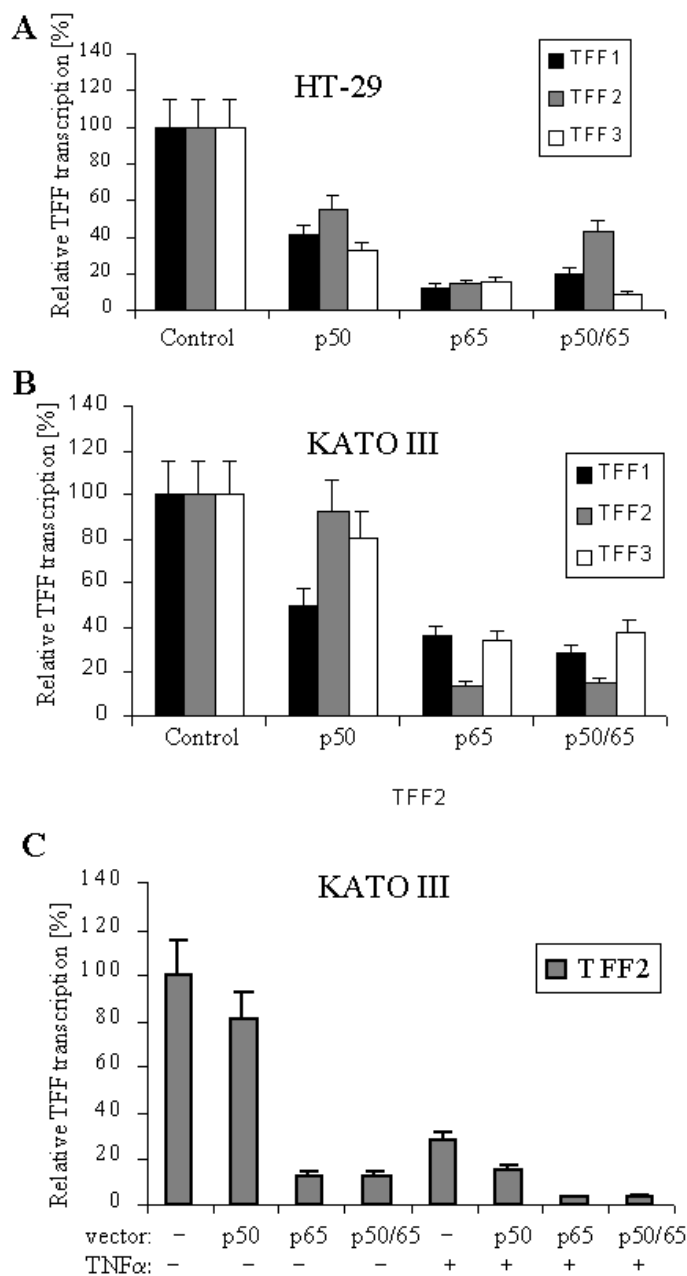 A
Relative TFF transcription [%]
140
120
100
80
60
40
20
0
HT-29
TFF1
TFF2
TFF3
Control p50 p65 p50/65
B
Relative TFF transcription [%]
140
120
100
80
60
40
20
0
KATO III
TFF1
TFF2
TFF3
Control p50 p65 p50/65
TFF2
C
Relative TFF transcription [%]
140
120
100
80
60
40
20
0
KATO III
TFF2
vector: – p50 p65 p50/65 – p50 p65 p50/65
TNFα: – – – – + + + +